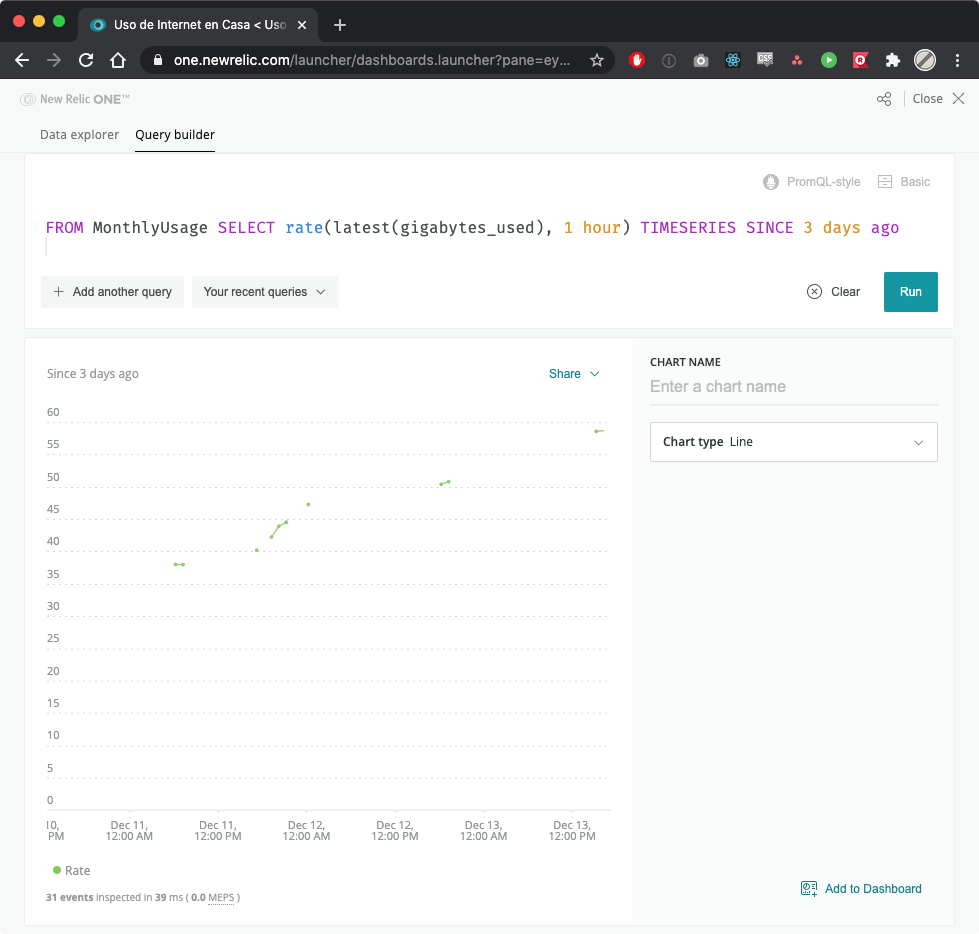 Uso de Internet en Casa < Uso
one.newrelic.com/launcher/dashboards.launcher?pane=ey...
New Relic ONE™
Close
Data explorer
Query builder
PromQL-style
Basic
FROM MonthlyUsage SELECT rate(latest(gigabytes_used), 1 hour) TIMESERIES SINCE 3 days ago
Add another query
Your recent queries
Clear
Run
Since 3 days ago
Share
CHART NAME
Enter a chart name
Chart type Line
60
55
50
45
40
35
30
25
20
15
10
5
0
10,
PM
Dec 11,
12:00 AM
Dec 11,
12:00 PM
Dec 12,
12:00 AM
Dec 12,
12:00 PM
Dec 13,
12:00 AM
Dec 13,
12:00 PM
Rate
31 events inspected in 39 ms ( 0.0 MEPS )
Add to Dashboard